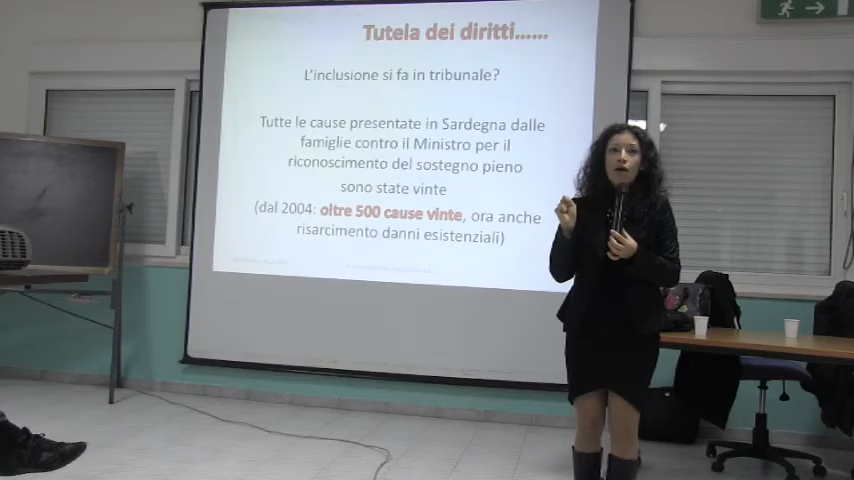 Tutela dei diritti......
L'inclusione si fa in tribunale?
Tutte le cause presentate in Sardegna dalle
famiglie contro il Ministro per il
riconoscimento del SOSTEGNO PIENO
sono state vinte
(dal 2004: oltre 500 cause vinte, ora anche
risarcimento danni esistenziali)